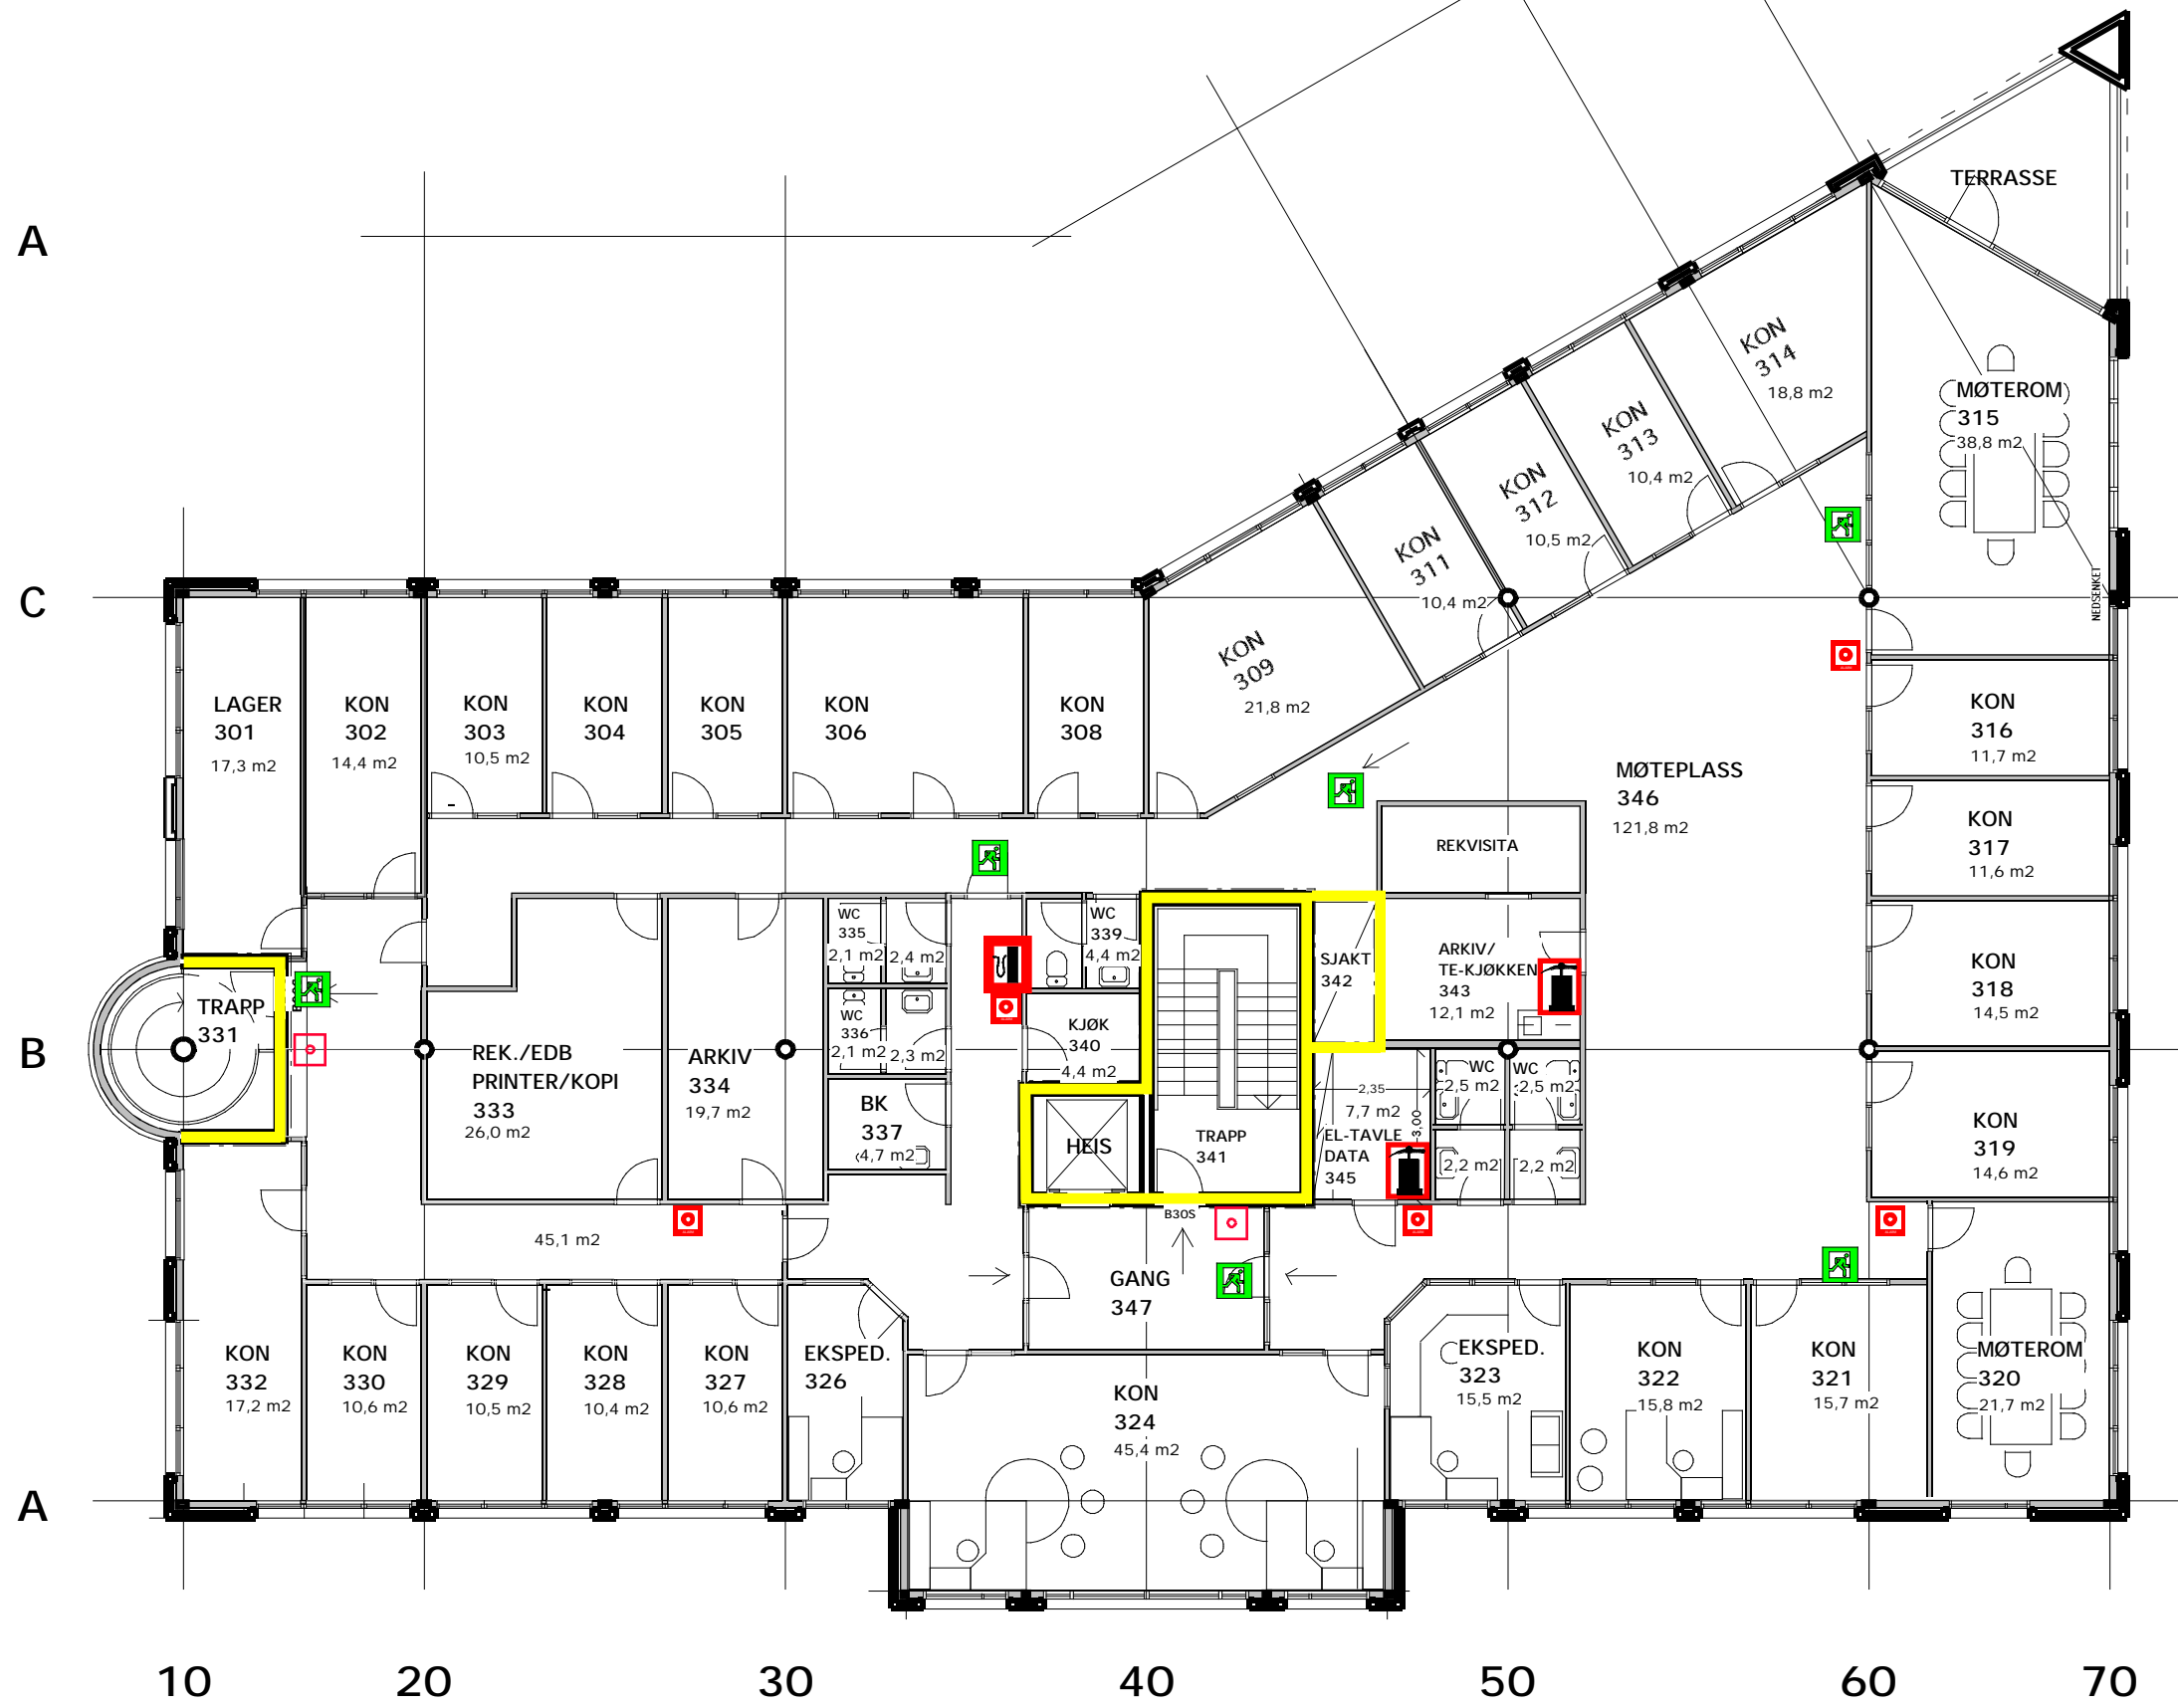 A
TERRASSE
KON
314
18,8 m2
MØTEROM
315
38,8 m2
KON
313
10,4 m2
KON
312
10,5 m2
KON
311
10,4 m2
NEDSENKET
C
KON
309
21,8 m2
LAGER
301
17,3 m2
KON
302
14,4 m2
KON
303
10,5 m2
KON
304
KON
305
KON
306
KON
308
KON
316
11,7 m2
MØTEPLASS
346
121,8 m2
KON
317
11,6 m2
REKVISITA
WC
335
2,1 m2
2,4 m2
WC
339
4,4 m2
SJAKT
342
ARKIV/
TE-KJØKKEN
343
12,1 m2
KON
318
14,5 m2
TRAPP
331
B
REK./EDB
PRINTER/KOPI
333
26,0 m2
ARKIV
334
19,7 m2
WC
336
2,1 m2
2,3 m2
KJØK
340
4,4 m2
BK
337
4,7 m2
HEIS
TRAPP
341
2,35
7,7 m2
3,00
EL-TAVLE
DATA
345
WC
2,5 m2
WC
2,5 m2
2,2 m2
2,2 m2
KON
319
14,6 m2
B30S
45,1 m2
GANG
347
KON
332
17,2 m2
KON
330
10,6 m2
KON
329
10,5 m2
KON
328
10,4 m2
KON
327
10,6 m2
EKSPED.
326
KON
324
45,4 m2
EKSPED.
323
15,5 m2
KON
322
15,8 m2
KON
321
15,7 m2
MØTEROM
320
21,7 m2
A
10 20 30 40 50 60 70